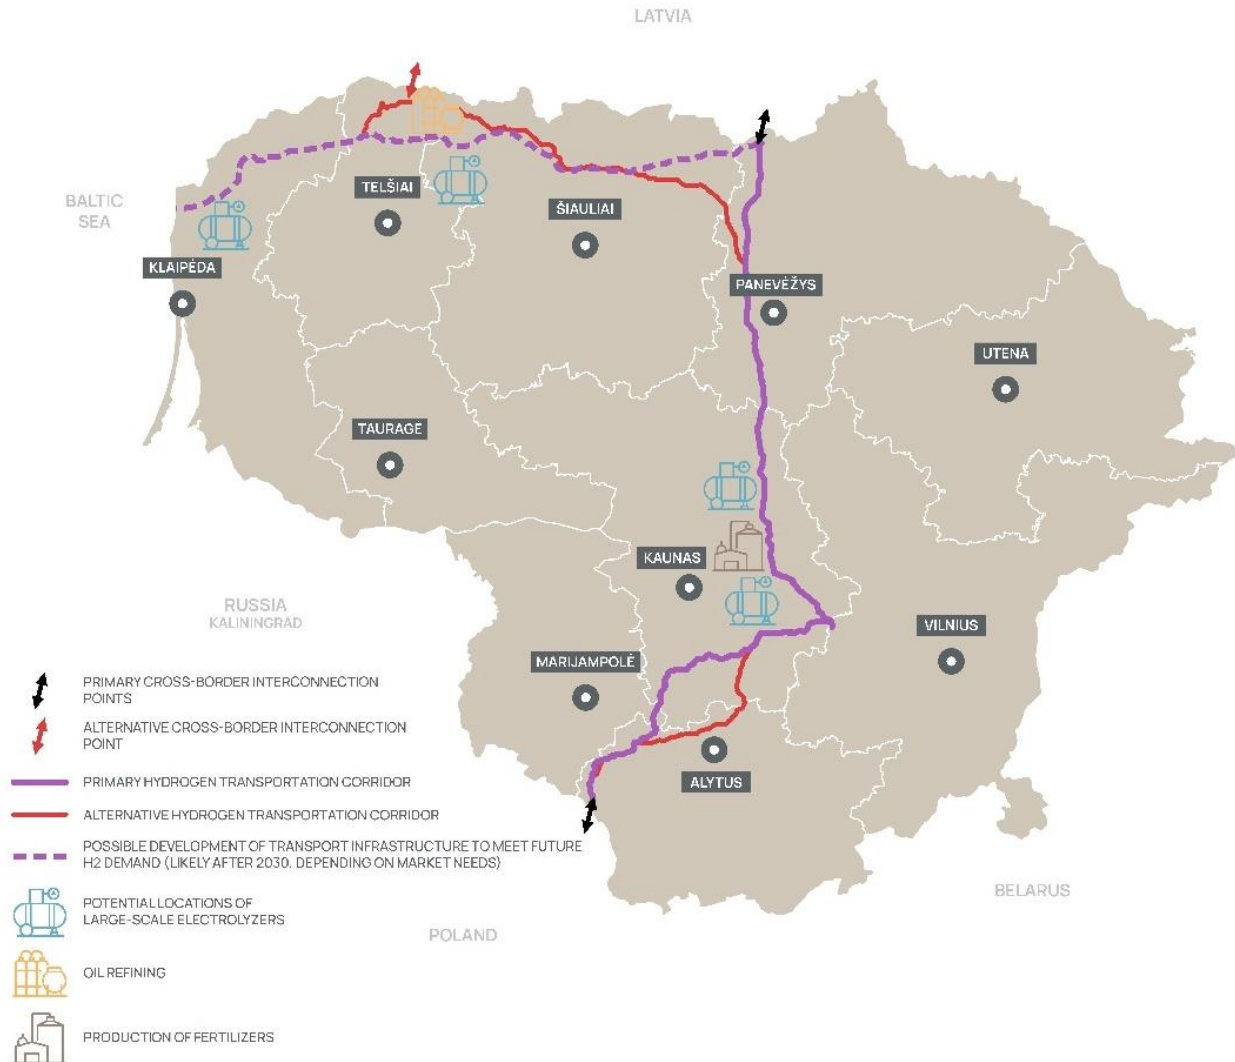 LATVIA
BALTIC
SEA
TELŠIAI
ŠIAULIAI
KLAIPĖDA
PANEVĖŽYS
UTENA
TAURAGĖ
KAUNAS
RUSSIA
KALININGRAD
VILNIUS
MARIJAMPOLĖ
ALYTUS
BELARUS
POLAND
PRIMARY CROSS-BORDER INTERCONNECTION
POINTS
ALTERNATIVE CROSS-BORDER INTERCONNECTION
POINT
PRIMARY HYDROGEN TRANSPORTATION CORRIDOR
ALTERNATIVE HYDROGEN TRANSPORTATION CORRIDOR
POSSIBLE DEVELOPMENT OF TRANSPORT INFRASTRUCTURE TO MEET FUTURE
H2 DEMAND (LIKELY AFTER 2030. DEPENDING ON MARKET NEEDS)
POTENTIAL LOCATIONS OF
LARGE-SCALE ELECTROLYZERS
OIL REFINING
PRODUCTION OF FERTILIZERS